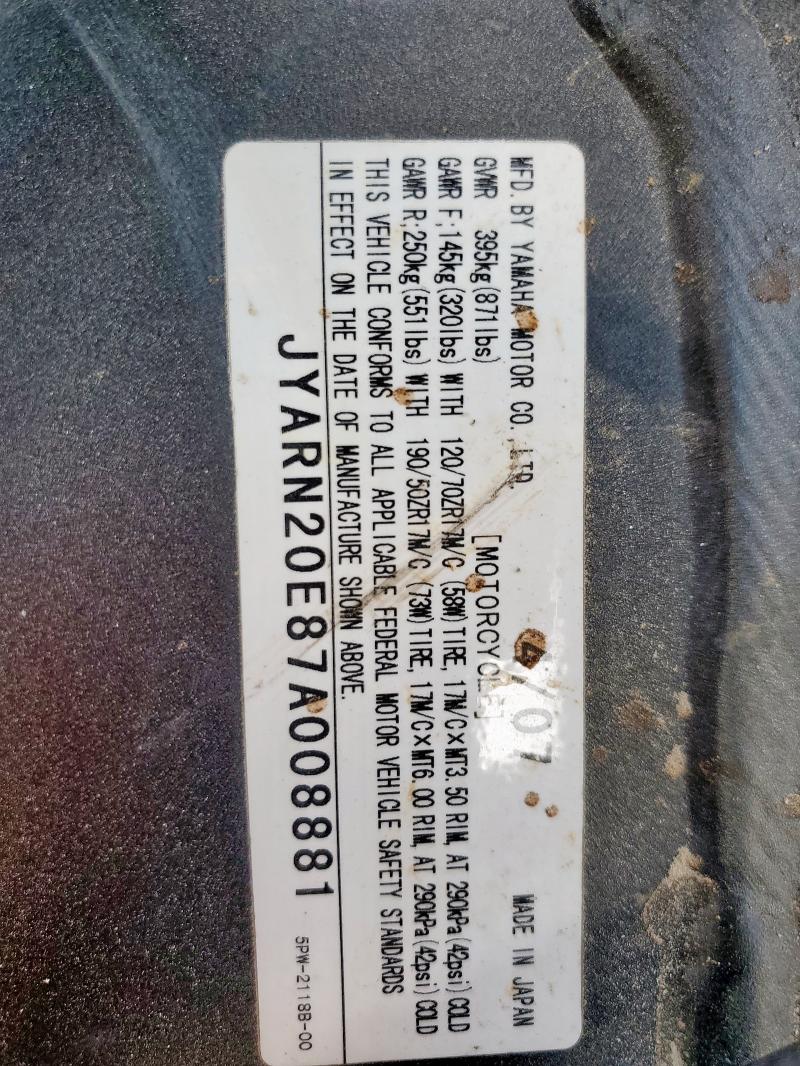 MFD. BY YAMAHA MOTOR CO., LTD. /07 MADE IN JAPAN
GVWR 395kg(871lbs) [MOTORCYCLE]
GAWR F;145kg(320lbs)WITH 120/70ZR17M/C (58W)TIRE, 17M/C×MT3.50 RIM, AT 290kPa(42psi)COLD
GAWR R;250kg(551lbs)WITH 190/50ZR17M/C (73W)TIRE, 17M/C×MT6.00 RIM, AT 290kPa(42psi)COLD
THIS VEHICLE CONFORMS TO ALL APPLICABLE FEDERAL MOTOR VEHICLE SAFETY STANDARDS
IN EFFECT ON THE DATE OF MANUFACTURE SHOWN ABOVE.
JYARN20E87A008881
5PW-2118B-00